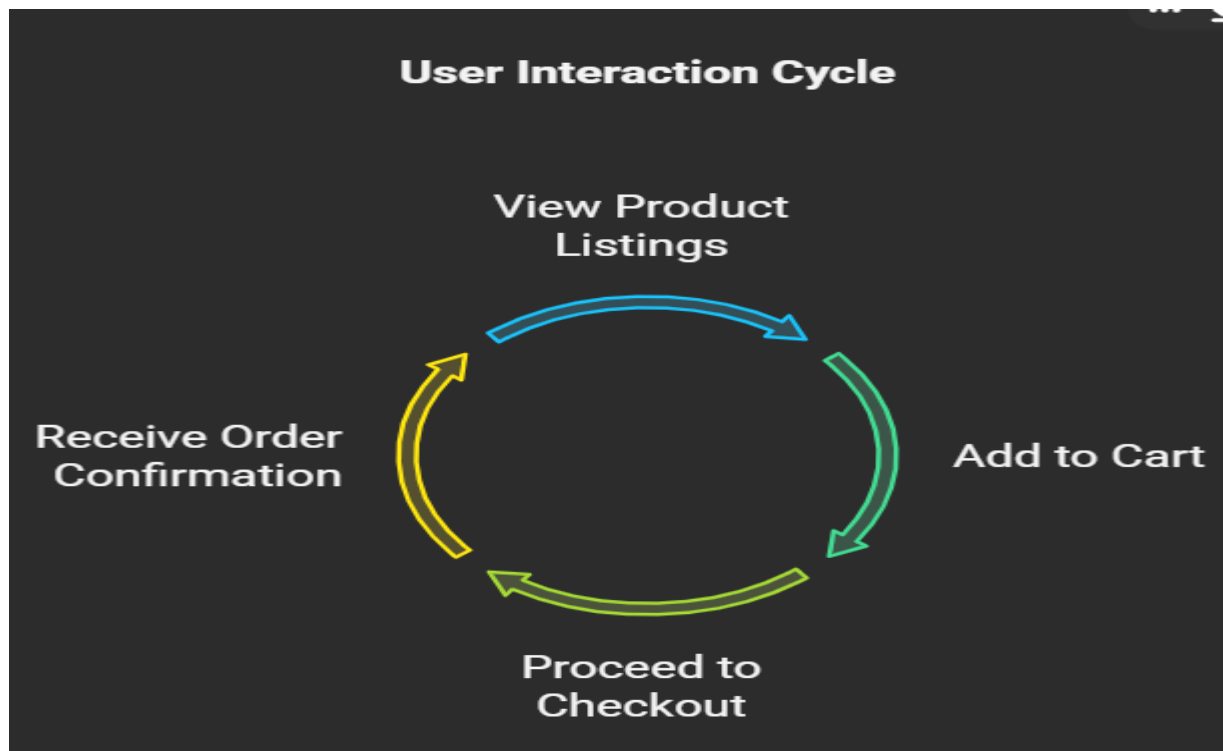 User Interaction Cycle
View Product
Listings
Receive Order
Confirmation
Add to Cart
Proceed to
Checkout